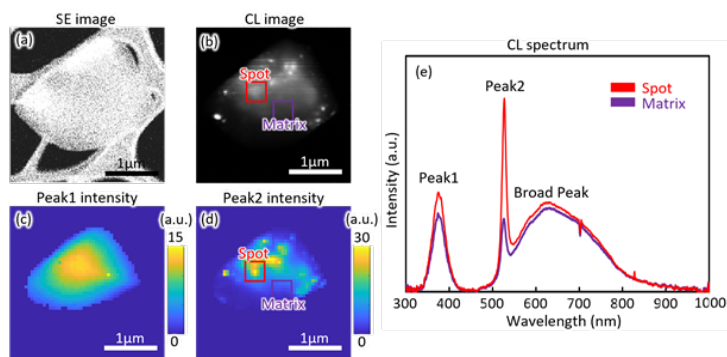 SE image
(a)
1μm
CL image
(b)
Spot
Matrix
1μm
Peak1 intensity
(c)
(a.u.)
15
0
1μm
Peak2 intensity
(d)
(a.u.)
30
0
Spot
Matrix
1μm
CL spectrum
(e)
Peak2
Spot
Matrix
Peak1
Broad Peak
Intensity (a.u.)
300 400 500 600 700 800 900 1000
Wavelength (nm)